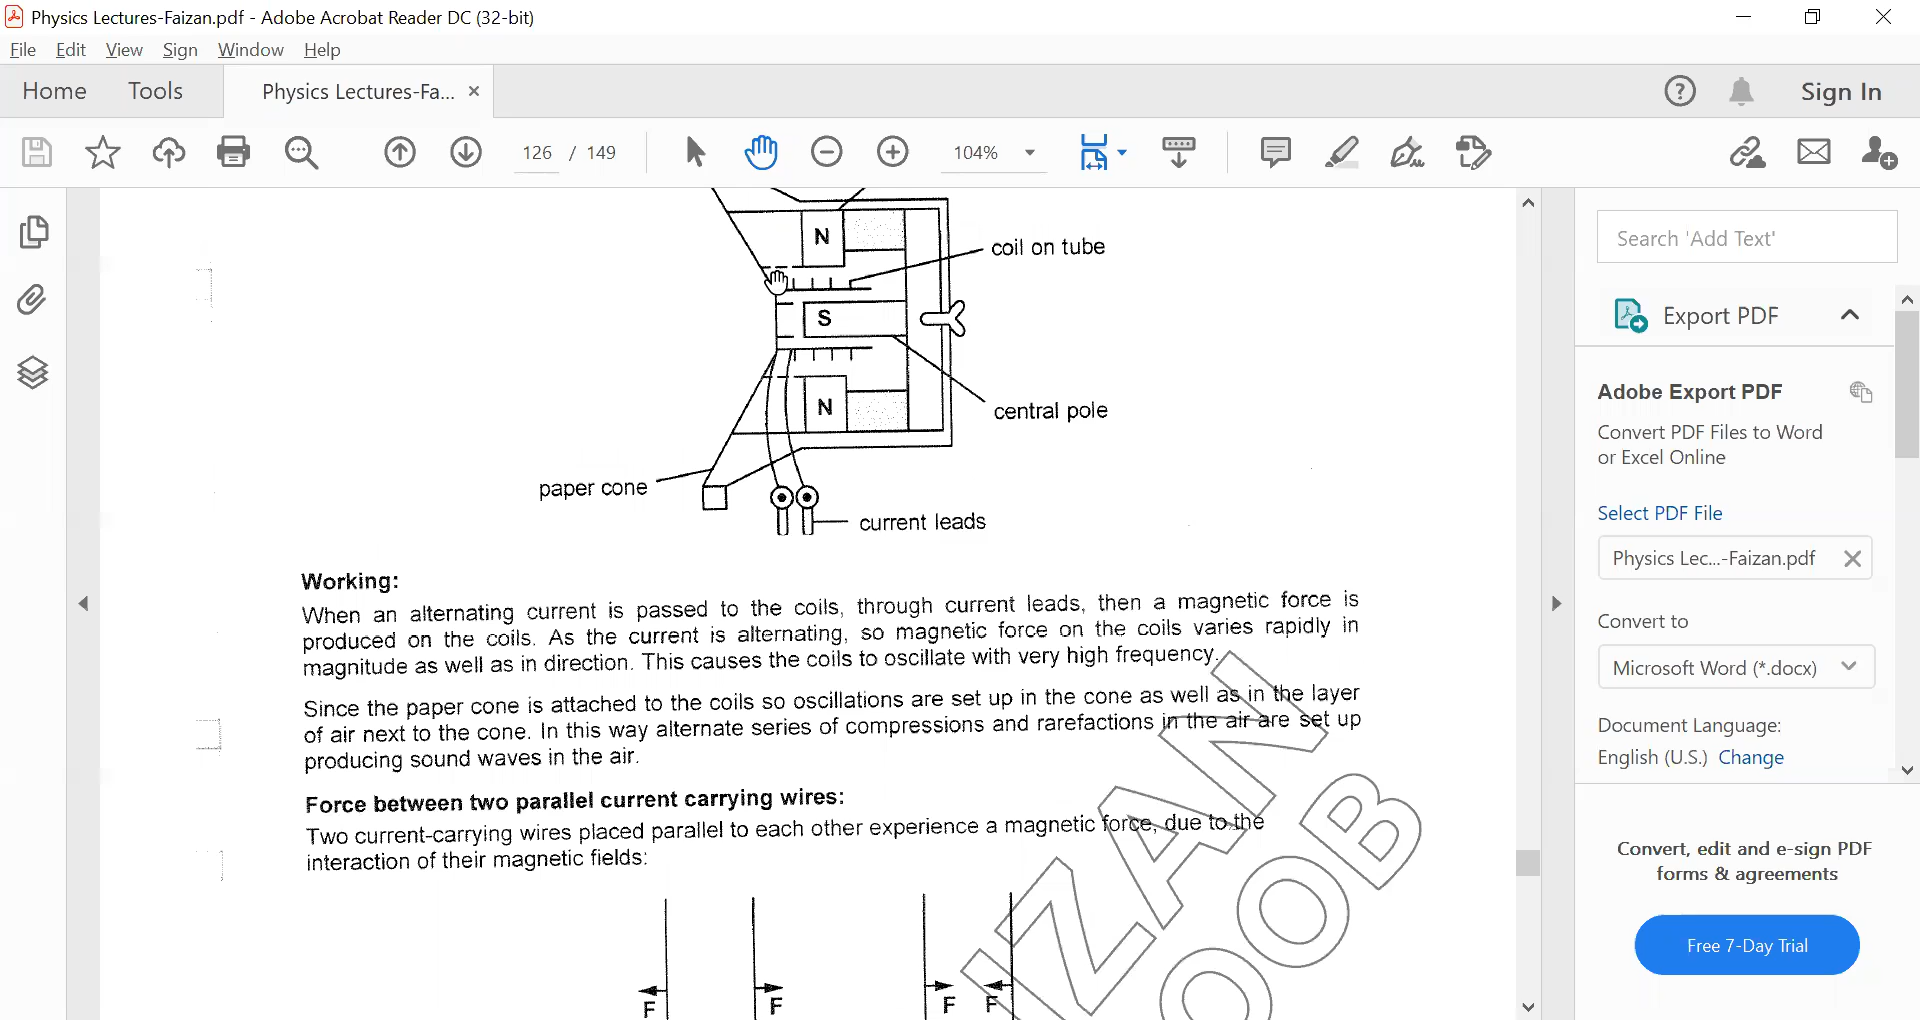 Physics Lectures-Faizan.pdf - Adobe Acrobat Reader DC (32-bit)
File Edit View Sign Window Help
Home Tools Physics Lectures-Fa... × Sign In
126 / 149 104%
N
coil on tube
S
central pole
N
paper cone
current leads
Working:
When an alternating current is passed to the coils, through current leads, then a magnetic force is
produced on the coils. As the current is alternating, so magnetic force on the coils varies rapidly in
magnitude as well as in direction. This causes the coils to oscillate with very high frequency.
Since the paper cone is attached to the coils so oscillations are set up in the cone as well as in the layer
of air next to the cone. In this way alternate series of compressions and rarefactions in the air are set up
producing sound waves in the air.
Force between two parallel current carrying wires:
Two current-carrying wires placed parallel to each other experience a magnetic force, due to the
interaction of their magnetic fields:
F F F F
IZAN
OOB
Search 'Add Text'
Export PDF
Adobe Export PDF
Convert PDF Files to Word
or Excel Online
Select PDF File
Physics Lec...-Faizan.pdf
Convert to
Microsoft Word (*.docx)
Document Language:
English (U.S.) Change
Convert, edit and e-sign PDF
forms & agreements
Free 7-Day Trial